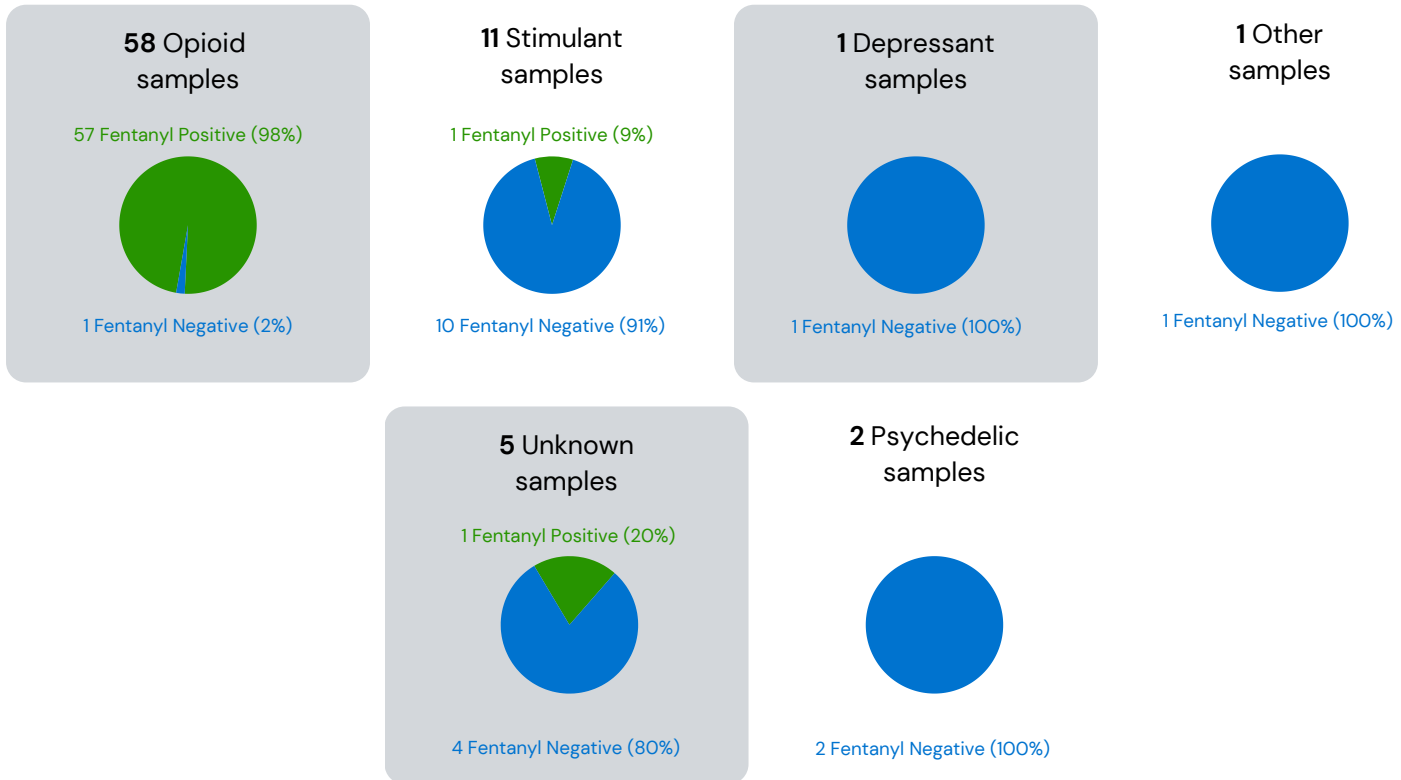 58 Opioid
samples
57 Fentanyl Positive (98%)
1 Fentanyl Negative (2%)
11 Stimulant
samples
1 Fentanyl Positive (9%)
10 Fentanyl Negative (91%)
1 Depressant
samples
1 Fentanyl Negative (100%)
1 Other
samples
1 Fentanyl Negative (100%)
5 Unknown
samples
1 Fentanyl Positive (20%)
4 Fentanyl Negative (80%)
2 Psychedelic
samples
2 Fentanyl Negative (100%)